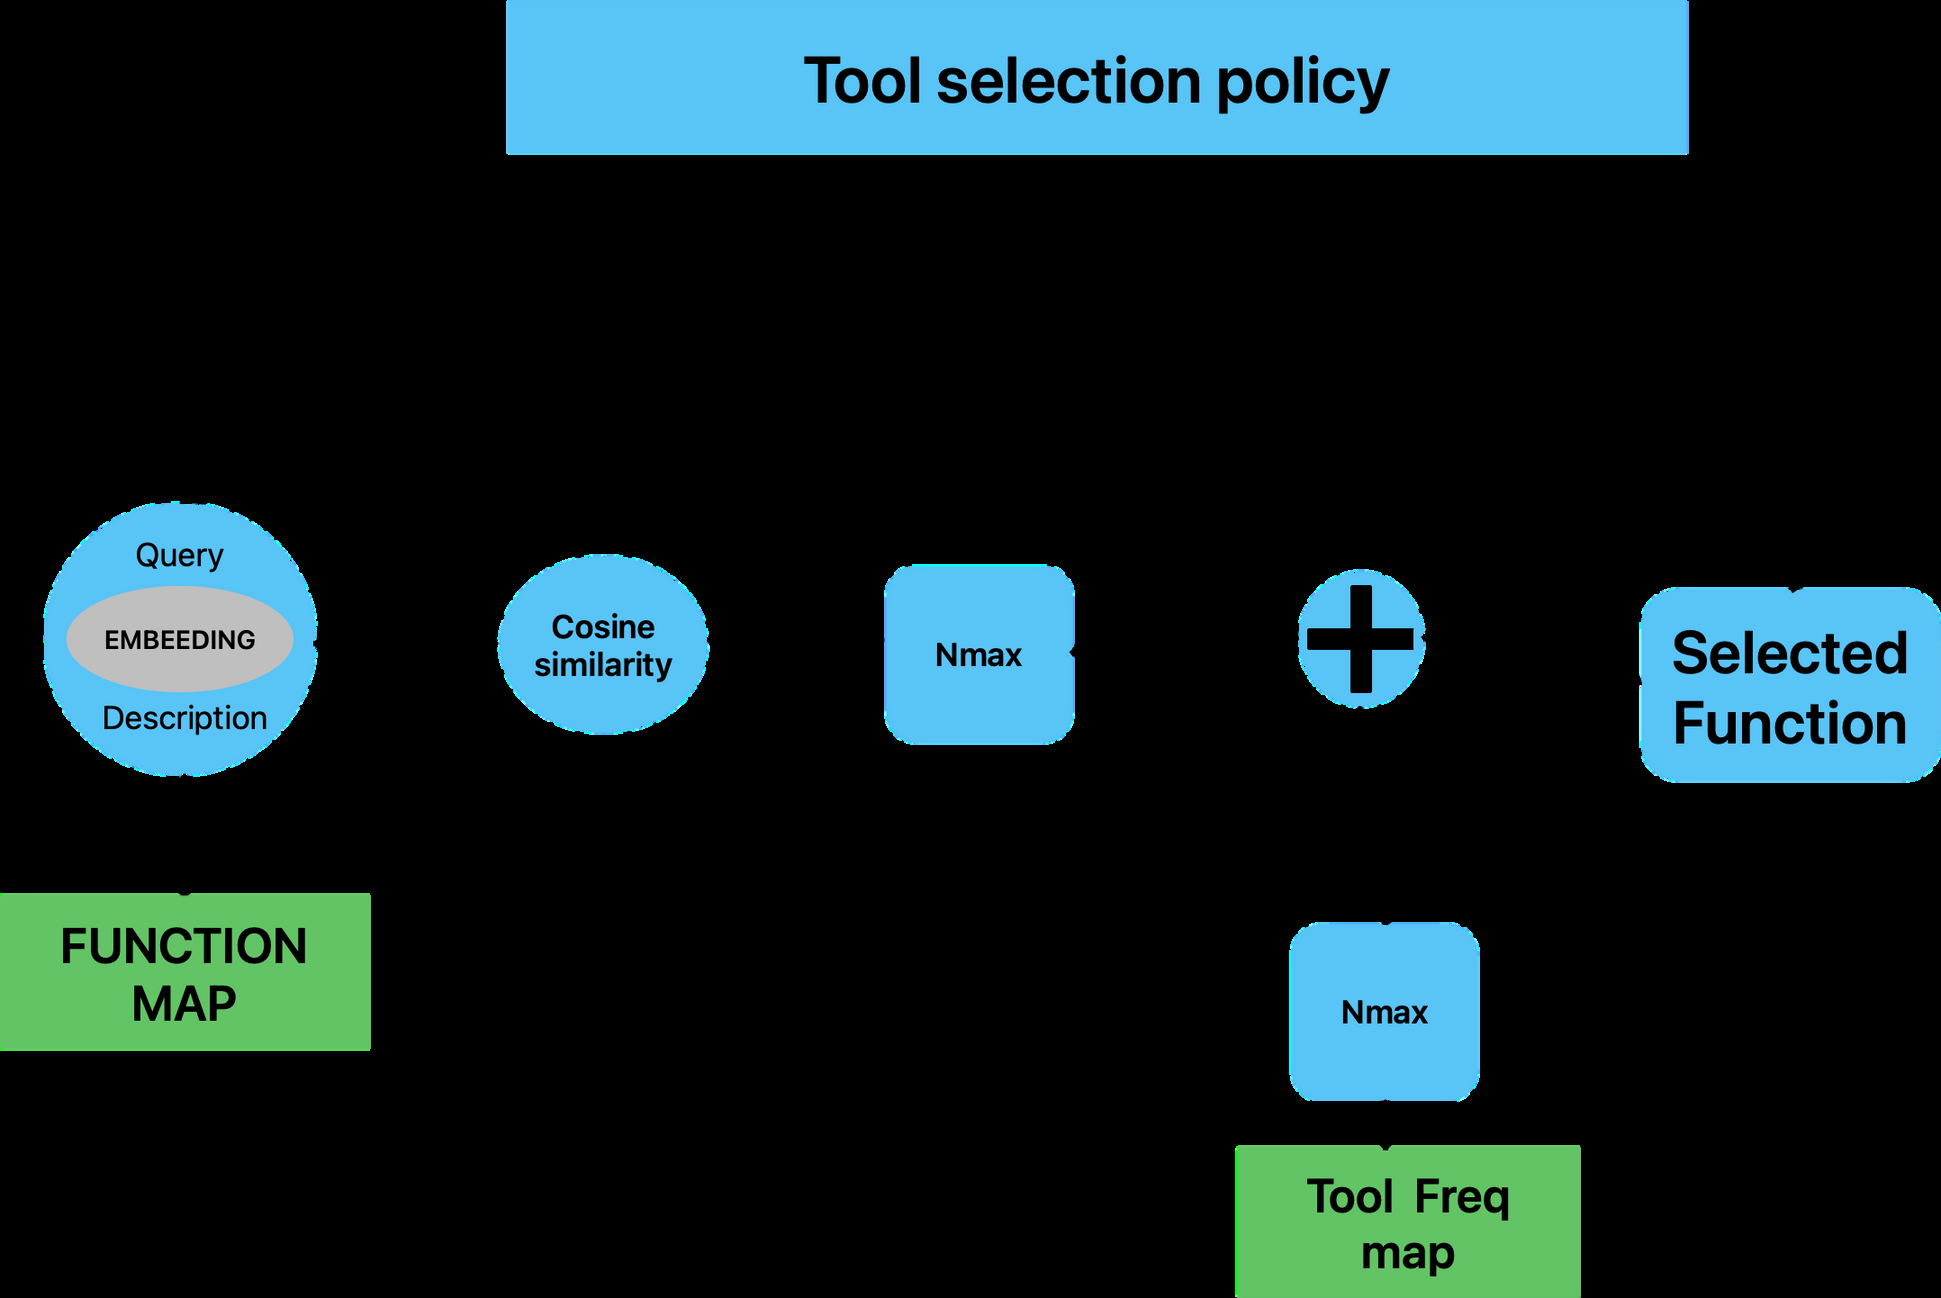 Tool selection policy
Query
EMBEEDING
Description
Cosine
similarity
Nmax
Selected
Function
FUNCTION
MAP
Nmax
Tool Freq
map